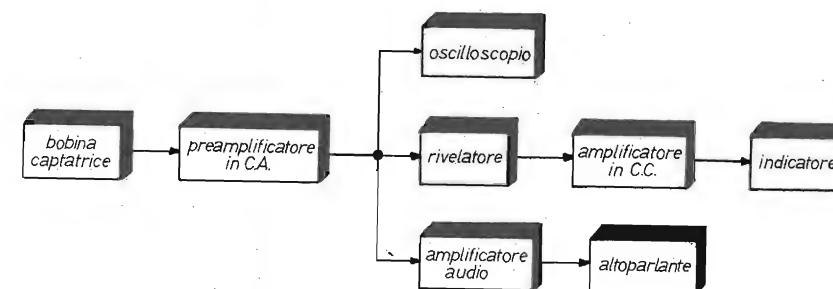 oscilloscopio
bobina
captatrice
preamplificatore
in C.A.
rivelatore
amplificatore
in C.C.
indicatore
amplificatore
audio
altoparlante